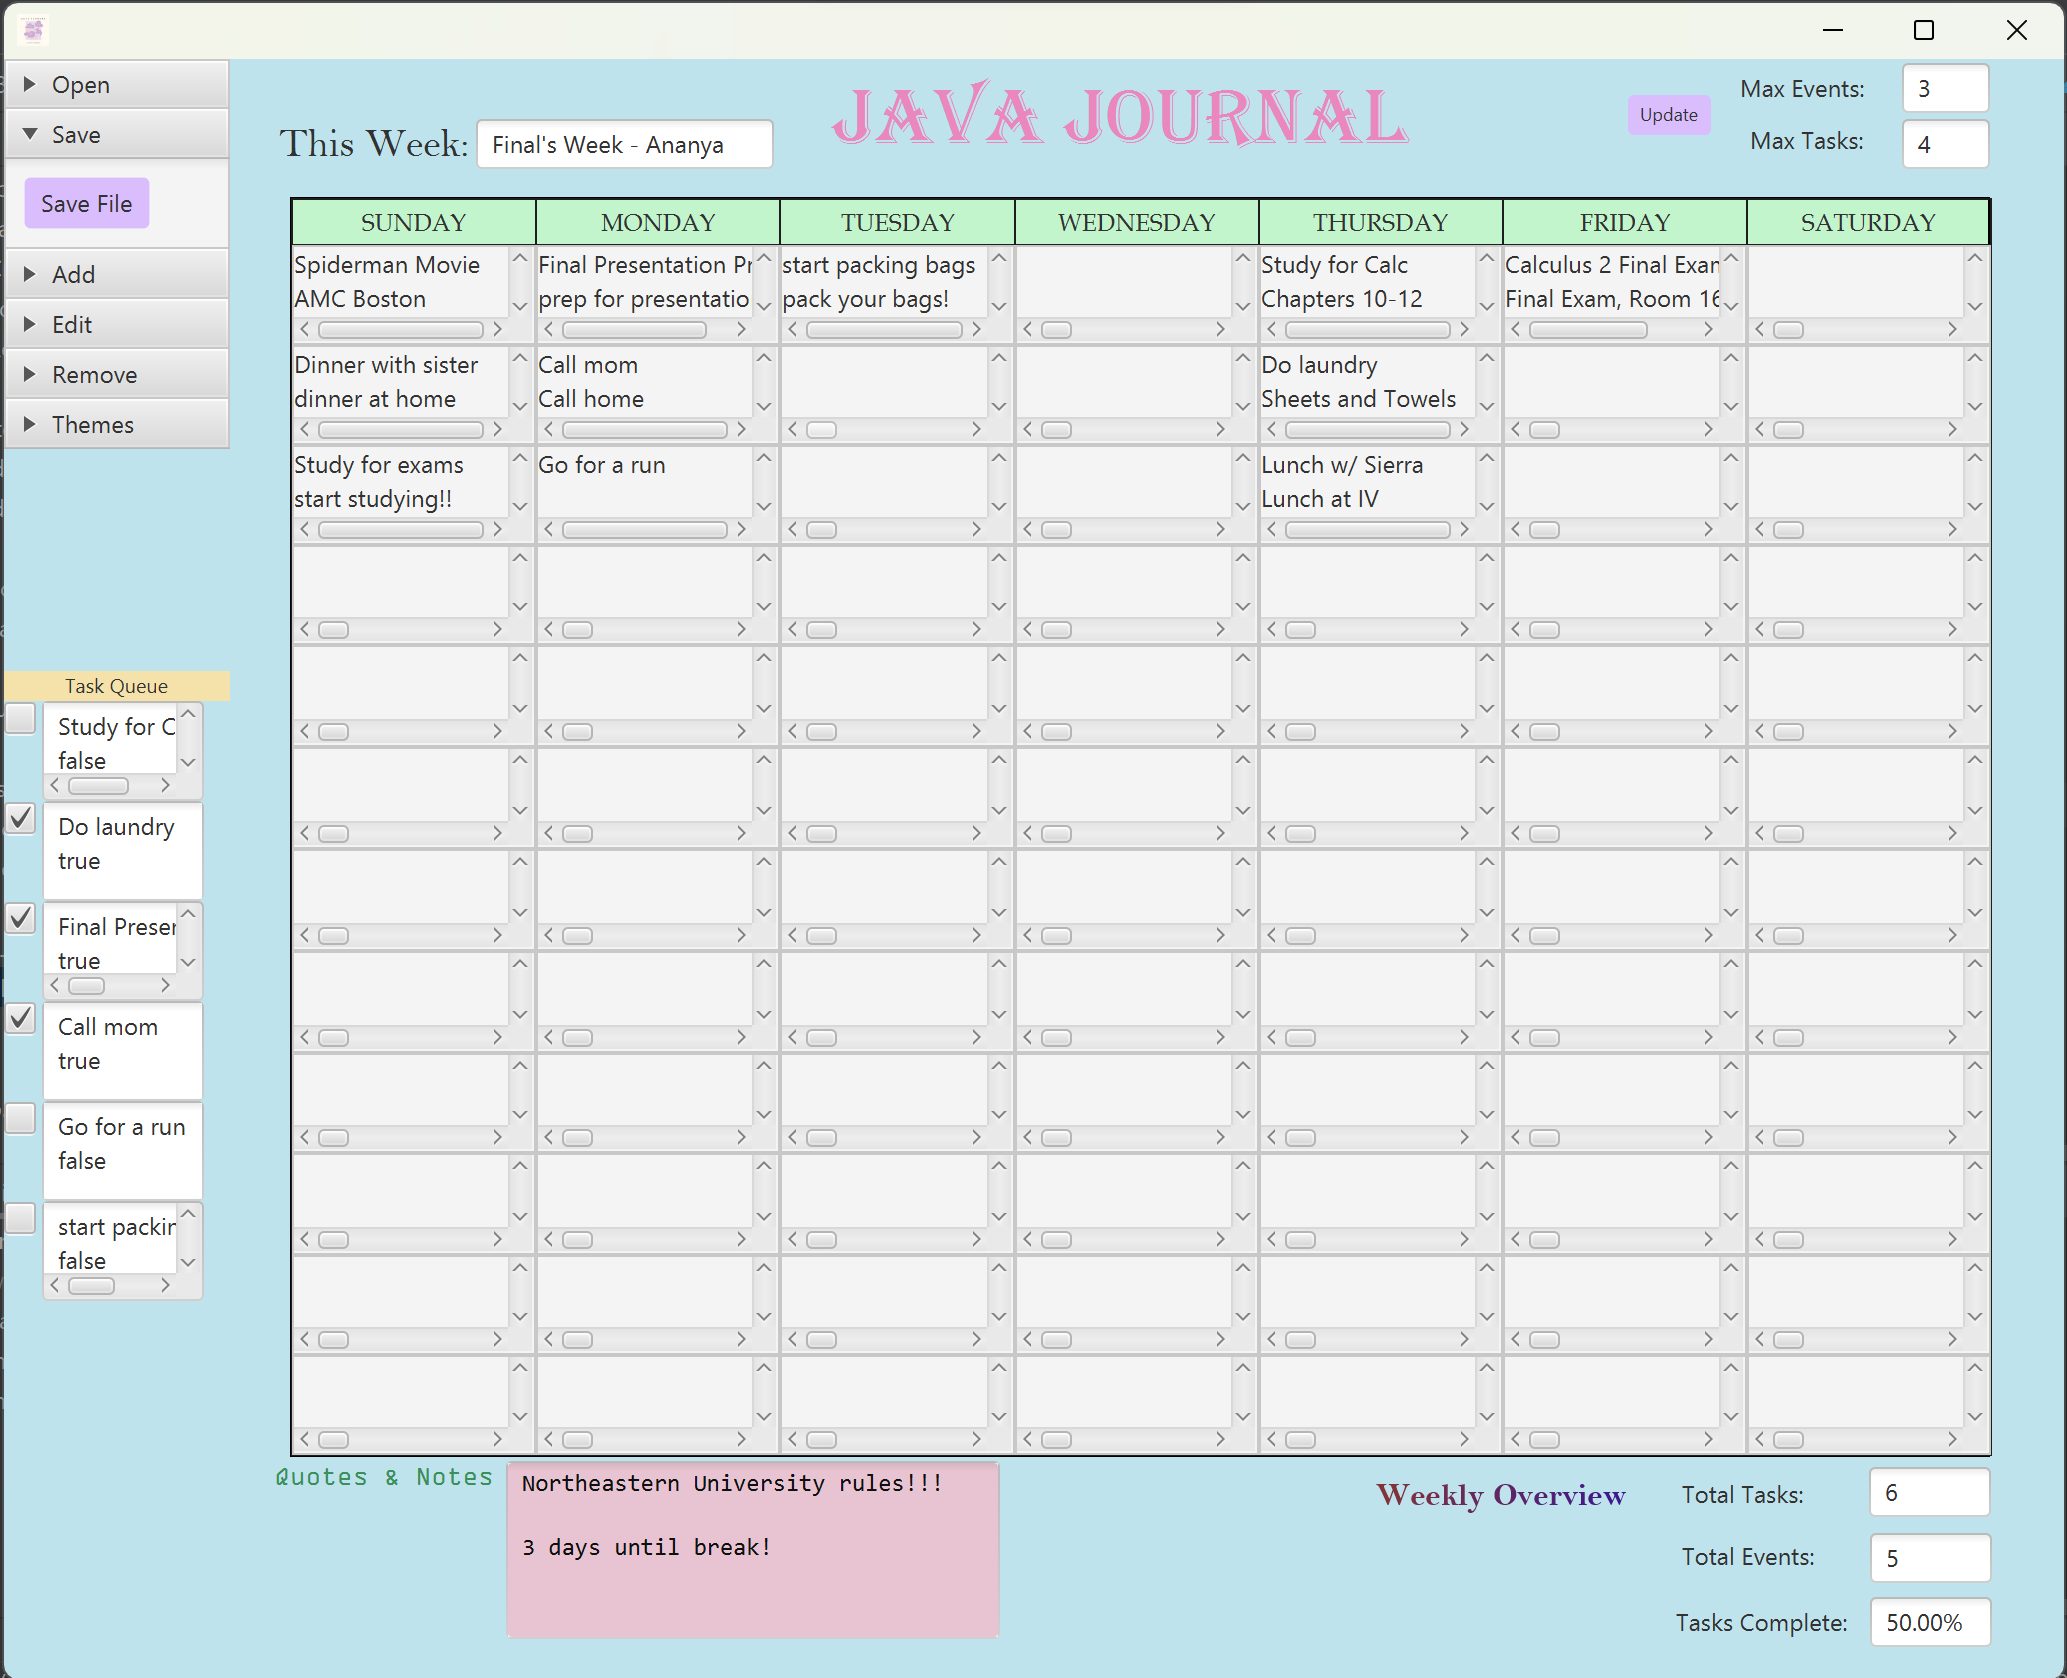 Open
Save
Save File
Add
Edit
Remove
Themes
This Week: Final's Week - Ananya
JAVA JOURNAL
Update
Max Events: 3
Max Tasks: 4
SUNDAY MONDAY TUESDAY WEDNESDAY THURSDAY FRIDAY SATURDAY
Spiderman Movie
AMC Boston
Final Presentation Pr
prep for presentatio
start packing bags
pack your bags!
Study for Calc
Chapters 10-12
Calculus 2 Final Exam
Final Exam, Room 16
Dinner with sister
dinner at home
Call mom
Call home
Do laundry
Sheets and Towels
Study for exams
start studying!!
Go for a run
Lunch w/ Sierra
Lunch at IV
Task Queue
Study for C
false
Do laundry
true
Final Presen
true
Call mom
true
Go for a run
false
start packin
false
Quotes & Notes
Northeastern University rules!!!
3 days until break!
Weekly Overview
Total Tasks: 6
Total Events: 5
Tasks Complete: 50.00%